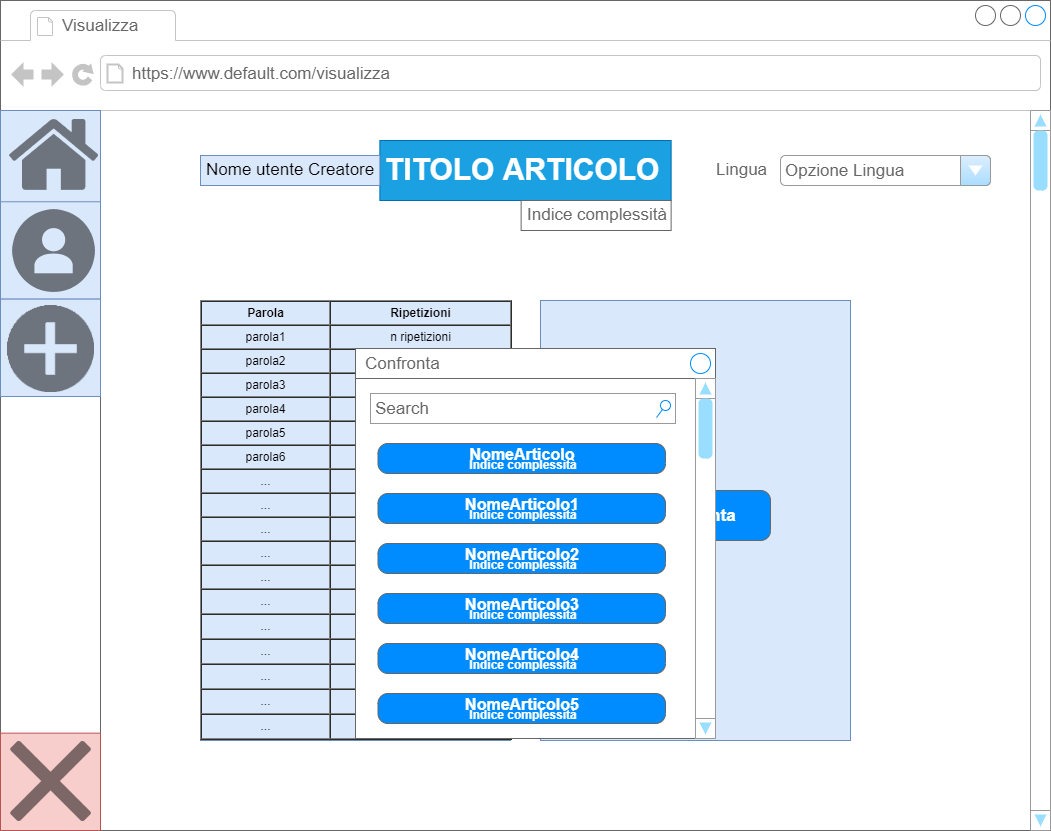 Visualizza
https://www.default.com/visualizza
Nome utente Creatore
TITOLO ARTICOLO
Lingua
Opzione Lingua
Indice complessità
Parola Ripetizioni
parola1 n ripetizioni
parola2
parola3
parola4
parola5
parola6
...
...
...
...
...
...
...
...
...
...
...
Confronta
Search
NomeArticolo
Indice complessità
NomeArticolo1
Indice complessità
NomeArticolo2
Indice complessità
NomeArticolo3
Indice complessità
NomeArticolo4
Indice complessità
NomeArticolo5
Indice complessità
nta